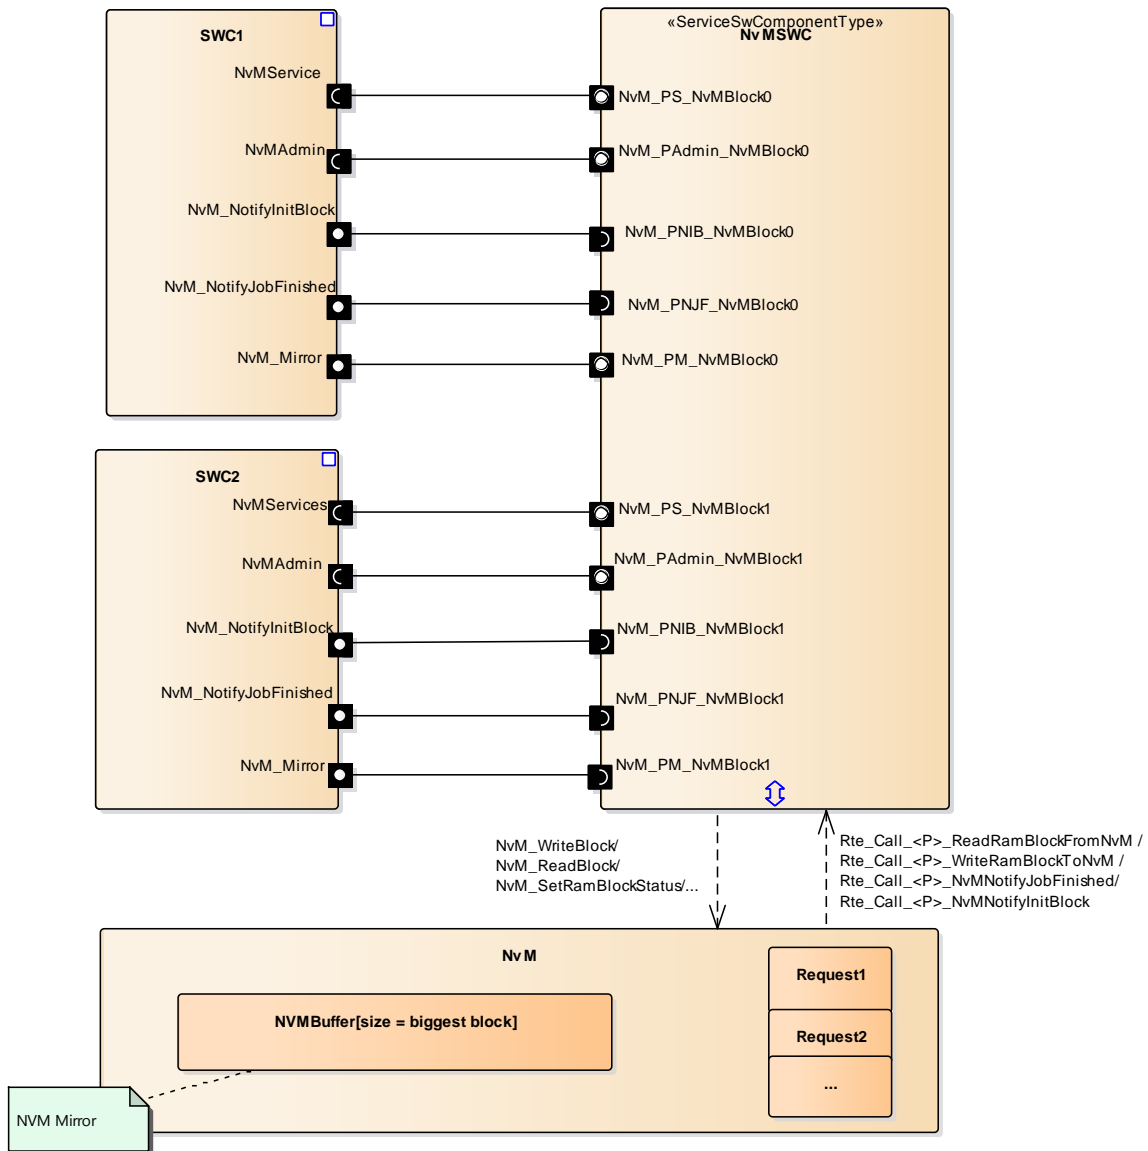 SWC1
NvMService
NvMAdmin
NvM_NotifyInitBlock
NvM_NotifyJobFinished
NvM_Mirror
«ServiceSwComponentType»
NvMSWC
NvM_PS_NvMBlock0
NvM_PAdmin_NvMBlock0
NvM_PNIB_NvMBlock0
NvM_PNJF_NvMBlock0
NvM_PM_NvMBlock0
SWC2
NvMServices
NvMAdmin
NvM_NotifyInitBlock
NvM_NotifyJobFinished
NvM_Mirror
NvM_PS_NvMBlock1
NvM_PAdmin_NvMBlock1
NvM_PNIB_NvMBlock1
NvM_PNJF_NvMBlock1
NvM_PM_NvMBlock1
NvM_WriteBlock/
NvM_ReadBlock/
NvM_SetRamBlockStatus/...
Rte_Call_<P>_ReadRamBlockFromNvM /
Rte_Call_<P>_WriteRamBlockToNvM /
Rte_Call_<P>_NvMNotifyJobFinished/
Rte_Call_<P>_NvMNotifyInitBlock
NvM
NVMBuffer[size = biggest block]
Request1
Request2
...
NVM Mirror